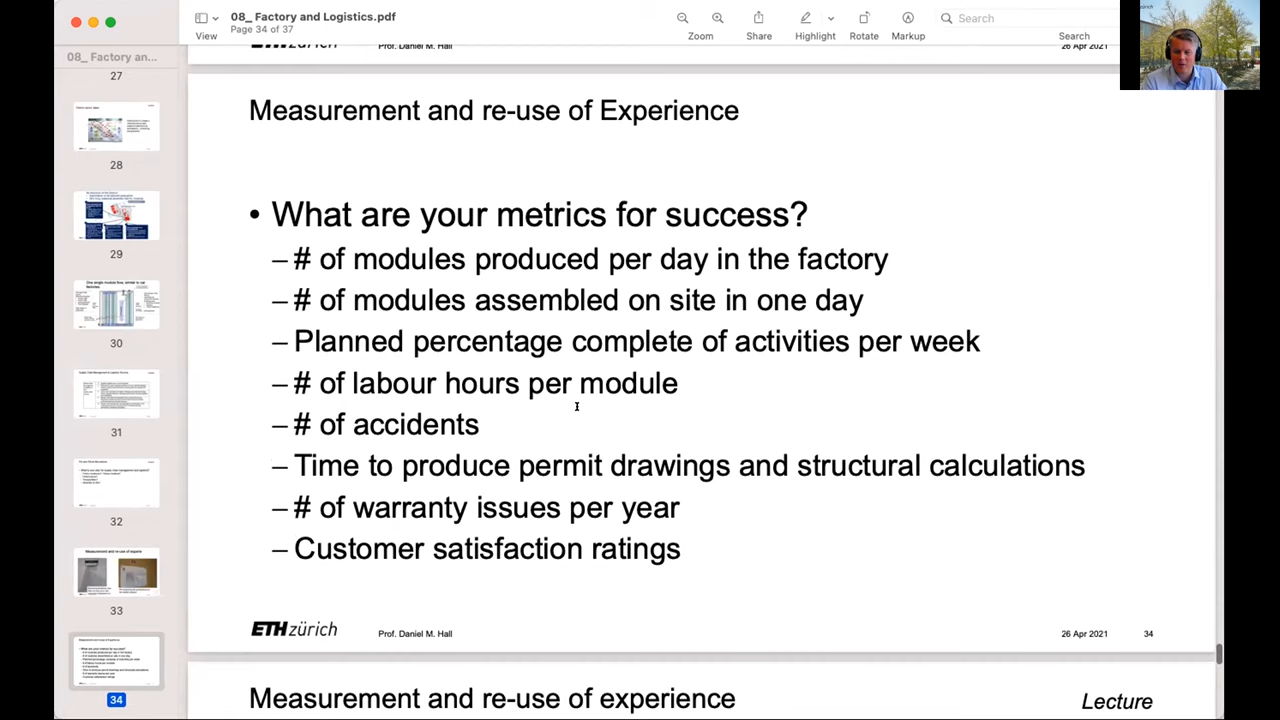 08_ Factory and Logistics.pdf
Page 34 of 37
View
Zoom
Share
Highlight
Rotate
Markup
Search
Search
08_ Factory an...
27
28
29
30
31
32
33
34
ETH zürich
Prof. Daniel M. Hall
26 Apr 2021
Measurement and re-use of Experience
• What are your metrics for success?
– # of modules produced per day in the factory
– # of modules assembled on site in one day
– Planned percentage complete of activities per week
– # of labour hours per module
– # of accidents
– Time to produce permit drawings and structural calculations
– # of warranty issues per year
– Customer satisfaction ratings
ETH zürich
Prof. Daniel M. Hall
26 Apr 2021
34
Measurement and re-use of experience
Lecture